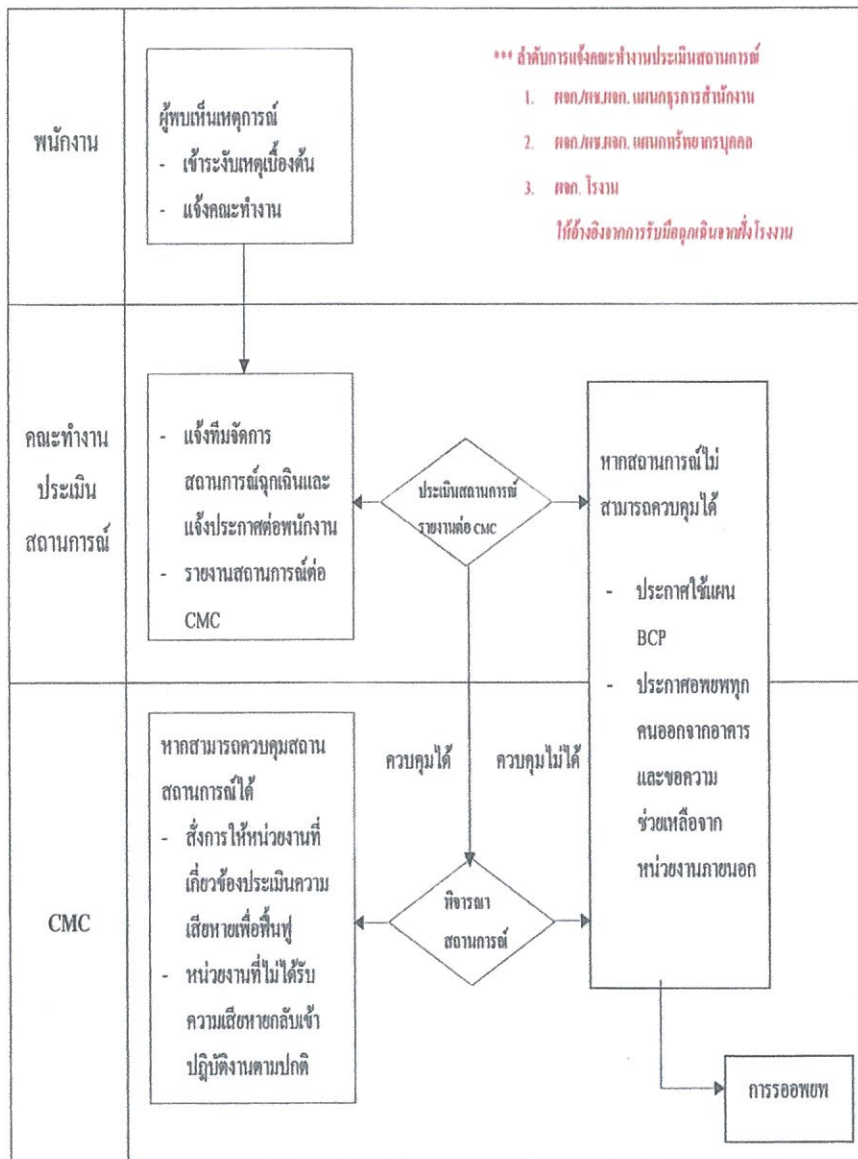 พนักงาน
ผู้พบเห็นเหตุการณ์
- เข้าระงับเหตุเบื้องต้น
- แจ้งคณะทำงาน
*** ลำดับการแจ้งคณะทำงานประเมินสถานการณ์
1. ผจก./ผช.ผจก. แผนกธุรการสำนักงาน
2. ผจก./ผช.ผจก. แผนกทรัพยากรบุคคล
3. ผจก. โรงาน
ให้อ้างอิงจากการรับมือฉุกเฉินจากฝั่งโรงงาน
คณะทำงาน
ประเมิน
สถานการณ์
- แจ้งทีมจัดการ
สถานการณ์ฉุกเฉินและ
แจ้งประกาศต่อพนักงาน
- รายงานสถานการณ์ต่อ
CMC
ประเมินสถานการณ์
รายงานต่อ CMC
หากสถานการณ์ไม่
สามารถควบคุมได้
- ประกาศใช้แผน
BCP
- ประกาศอพยพทุก
คนออกจากอาคาร
และขอความ
ช่วยเหลือจาก
หน่วยงานภายนอก
CMC
หากสามารถควบคุมสถาน
สถานการณ์ได้
- สั่งการให้หน่วยงานที่
เกี่ยวข้องประเมินความ
เสียหายเพื่อฟื้นฟู
- หน่วยงานที่ไม่ได้รับ
ความเสียหายกลับเข้า
ปฏิบัติงานตามปกติ
ควบคุมได้
ควบคุมไม่ได้
พิจารณา
สถานการณ์
การรออพยพ